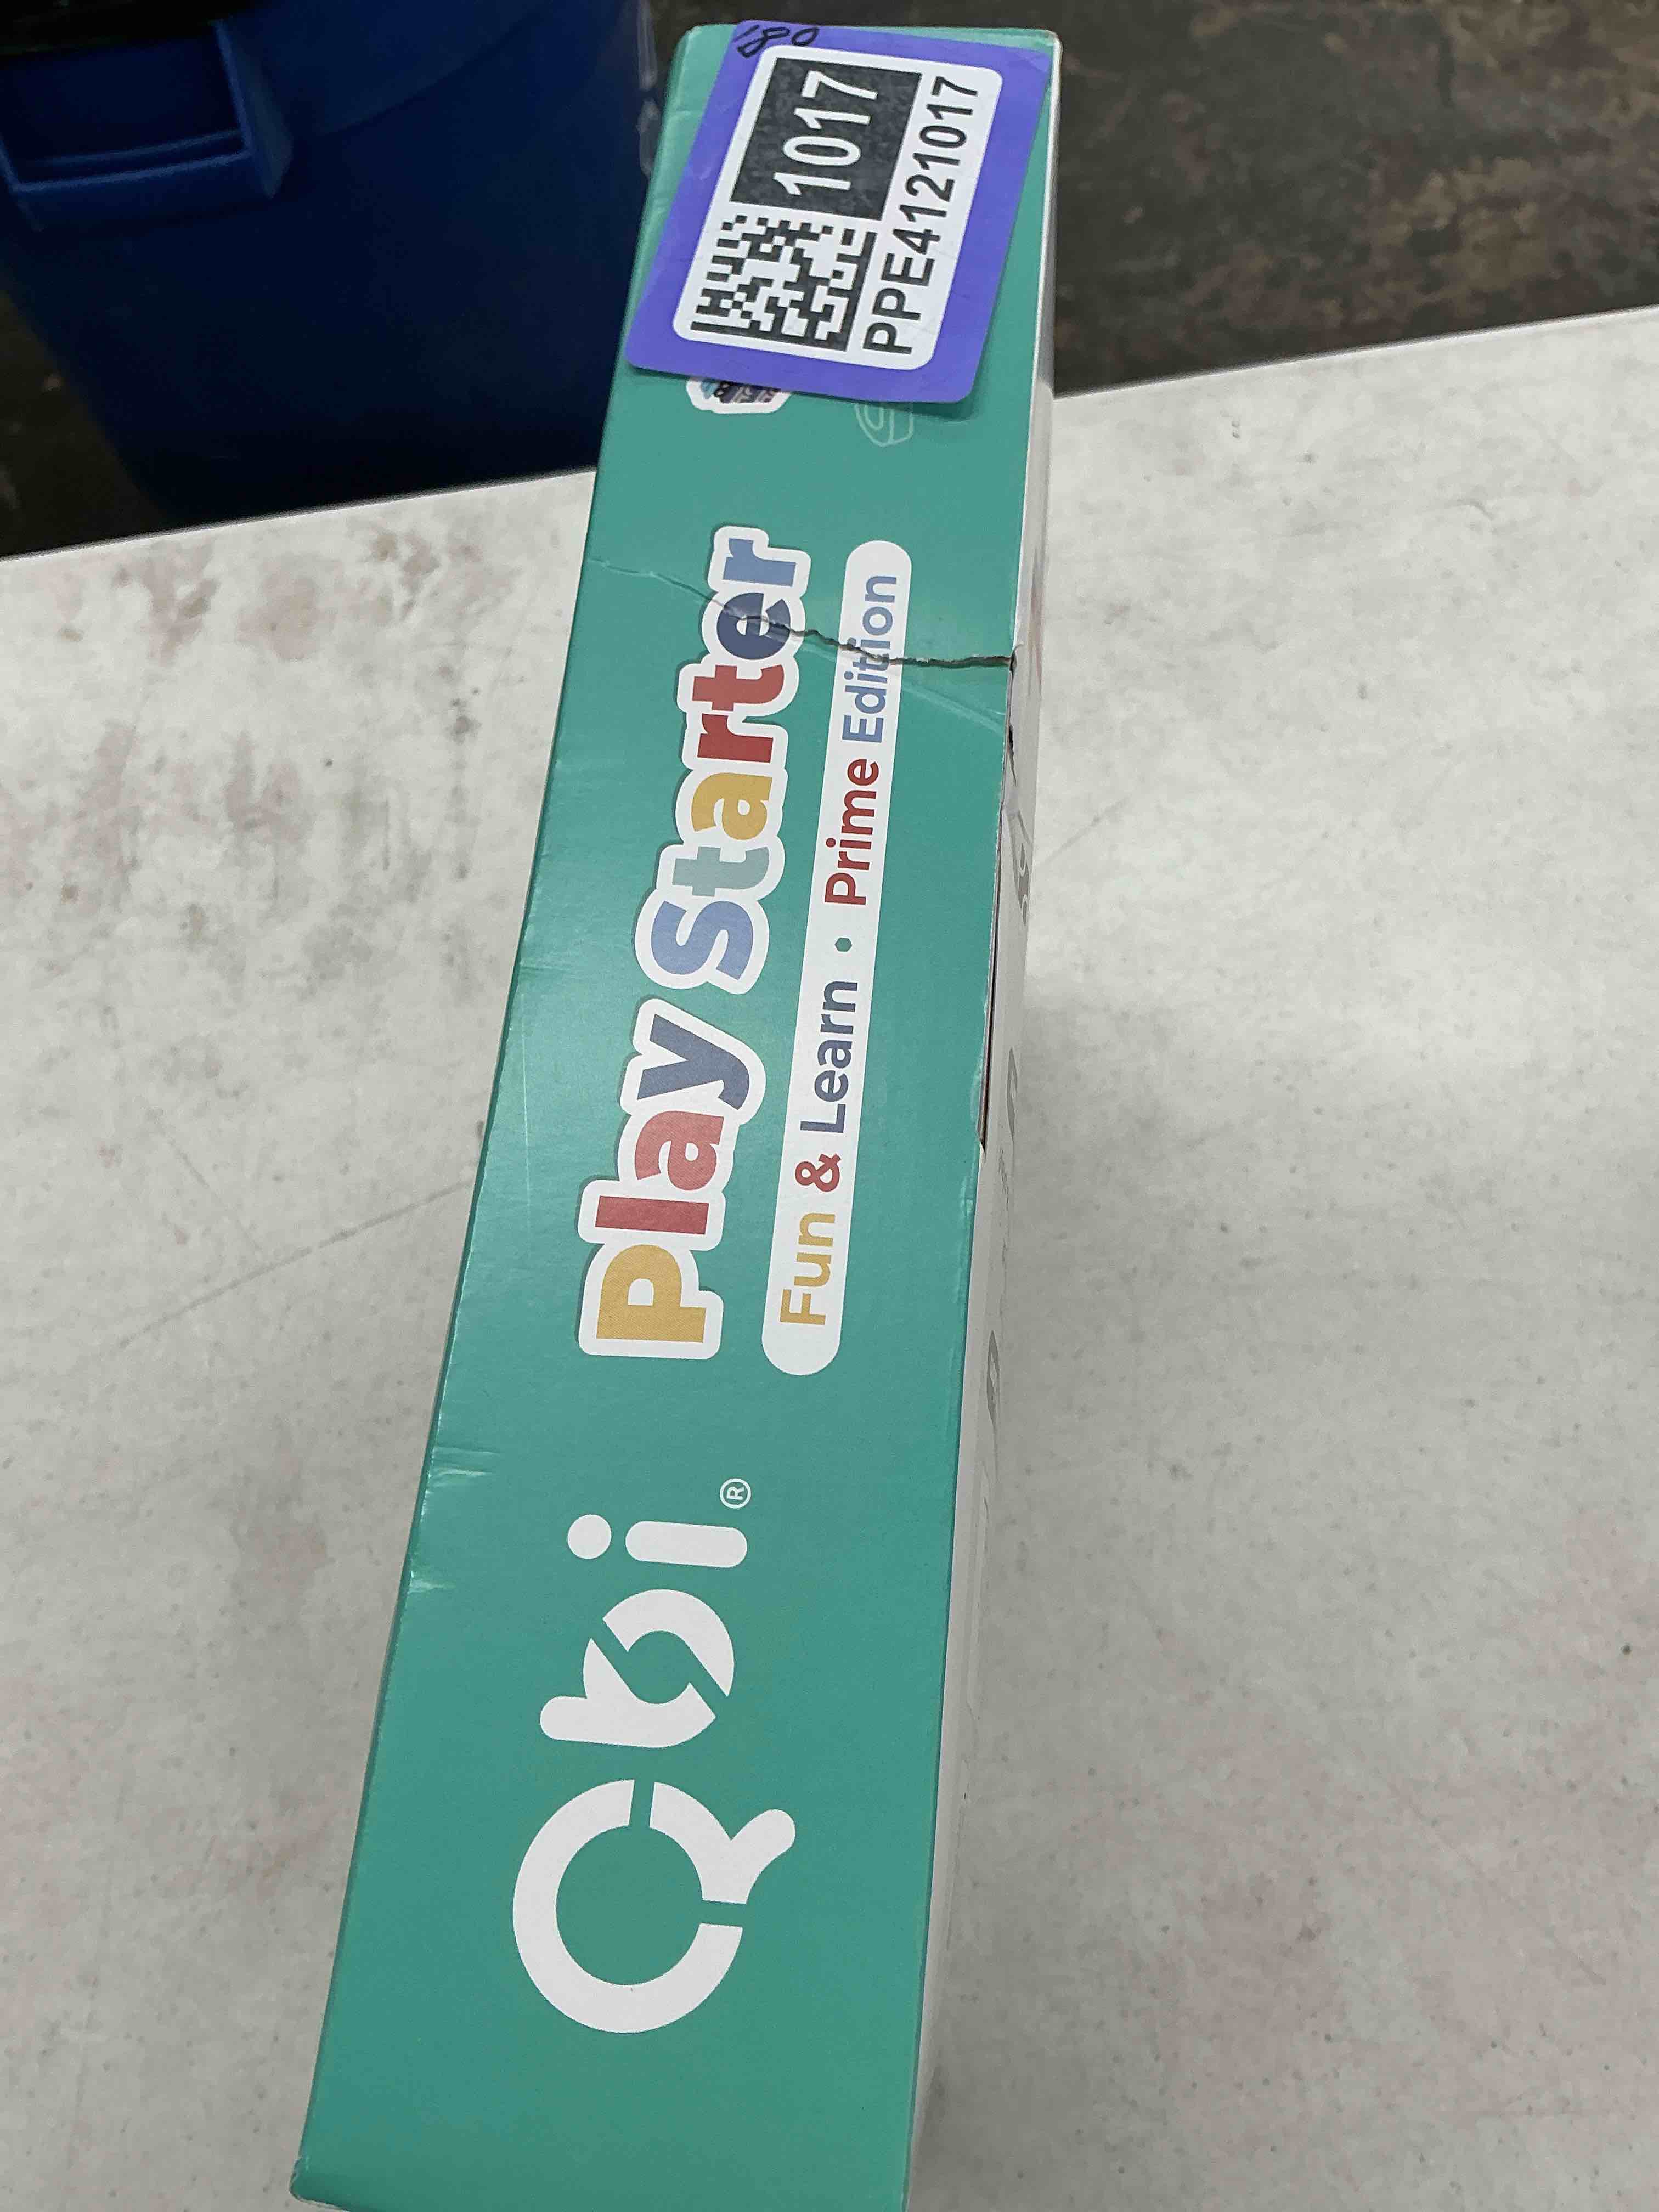 Qbi®
Play Starter
Fun & Learn • Prime Edition
180
1017
PPE4121017